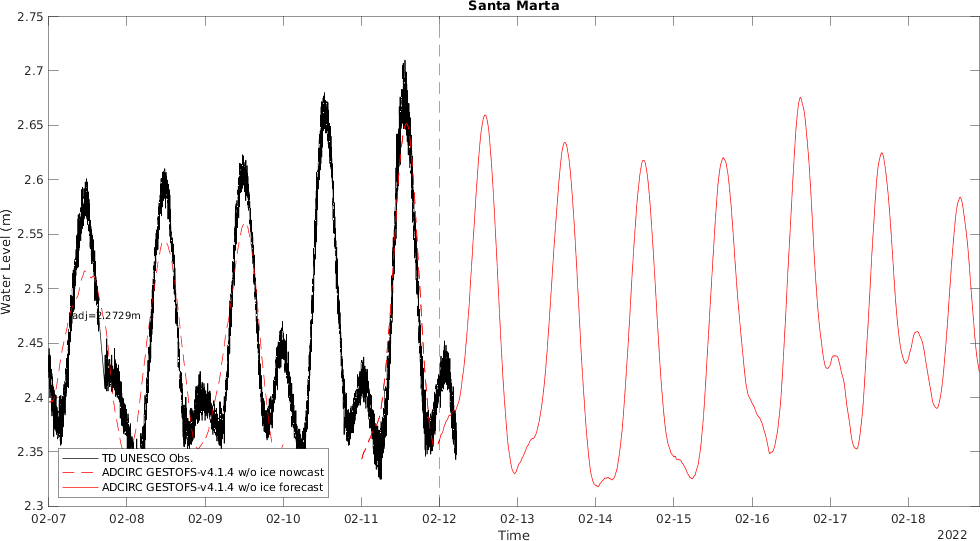 Santa Marta
2.75
2.7
2.65
2.6
2.55
2.5
2.45
2.4
2.35
2.3
Water Level (m)
adj=2.2729m
TD UNESCO Obs.
ADCIRC GESTOFS-v4.1.4 w/o ice nowcast
ADCIRC GESTOFS-v4.1.4 w/o ice forecast
02-07 02-08 02-09 02-10 02-11 02-12 02-13 02-14 02-15 02-16 02-17 02-18
Time
2022